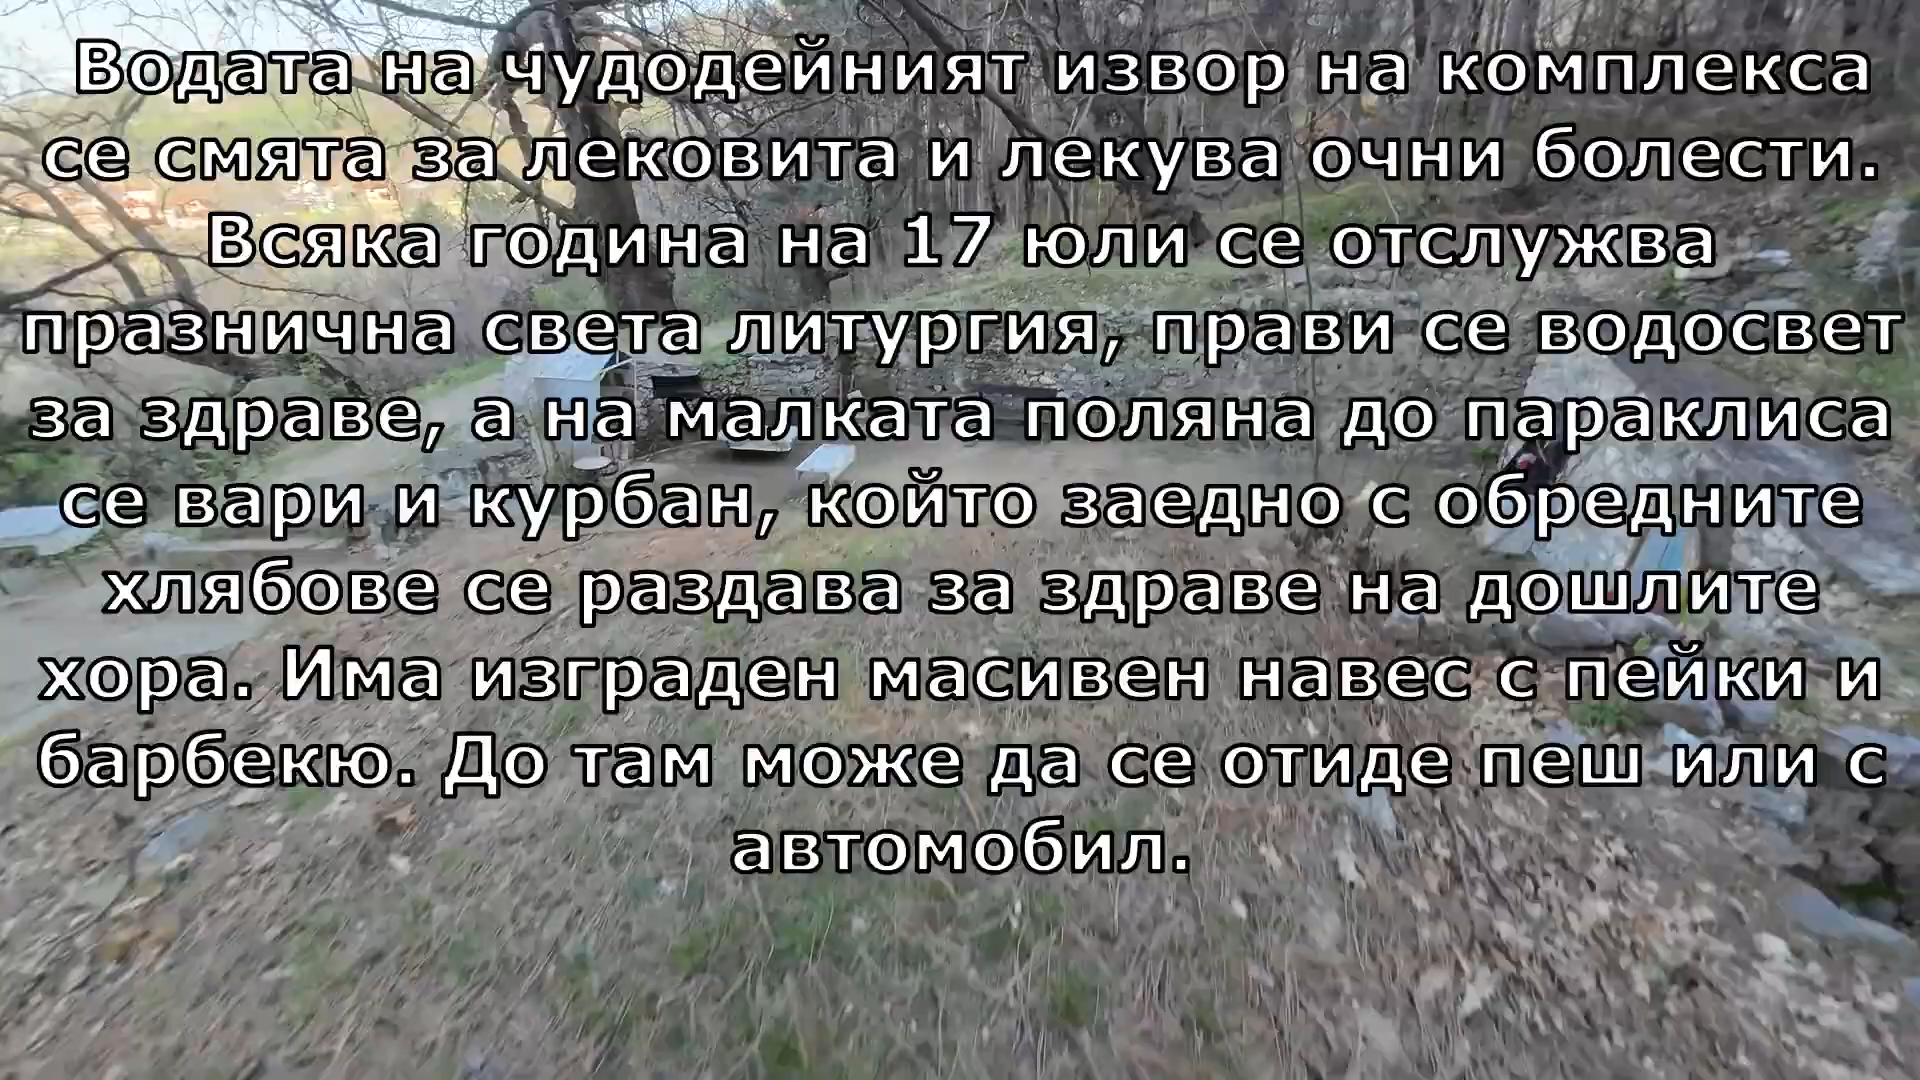 Водата на чудодейният извор на комплекса
се смята за лековита и лекува очни болести.
Всяка година на 17 юли се отслужва
празнична света литургия, прави се водосвет
за здраве, а на малката поляна до параклиса
се вари и курбан, който заедно с обредните
хлябове се раздава за здраве на дошлите
хора. Има изграден масивен навес с пейки и
барбекю. До там може да се отиде пеш или с
автомобил.